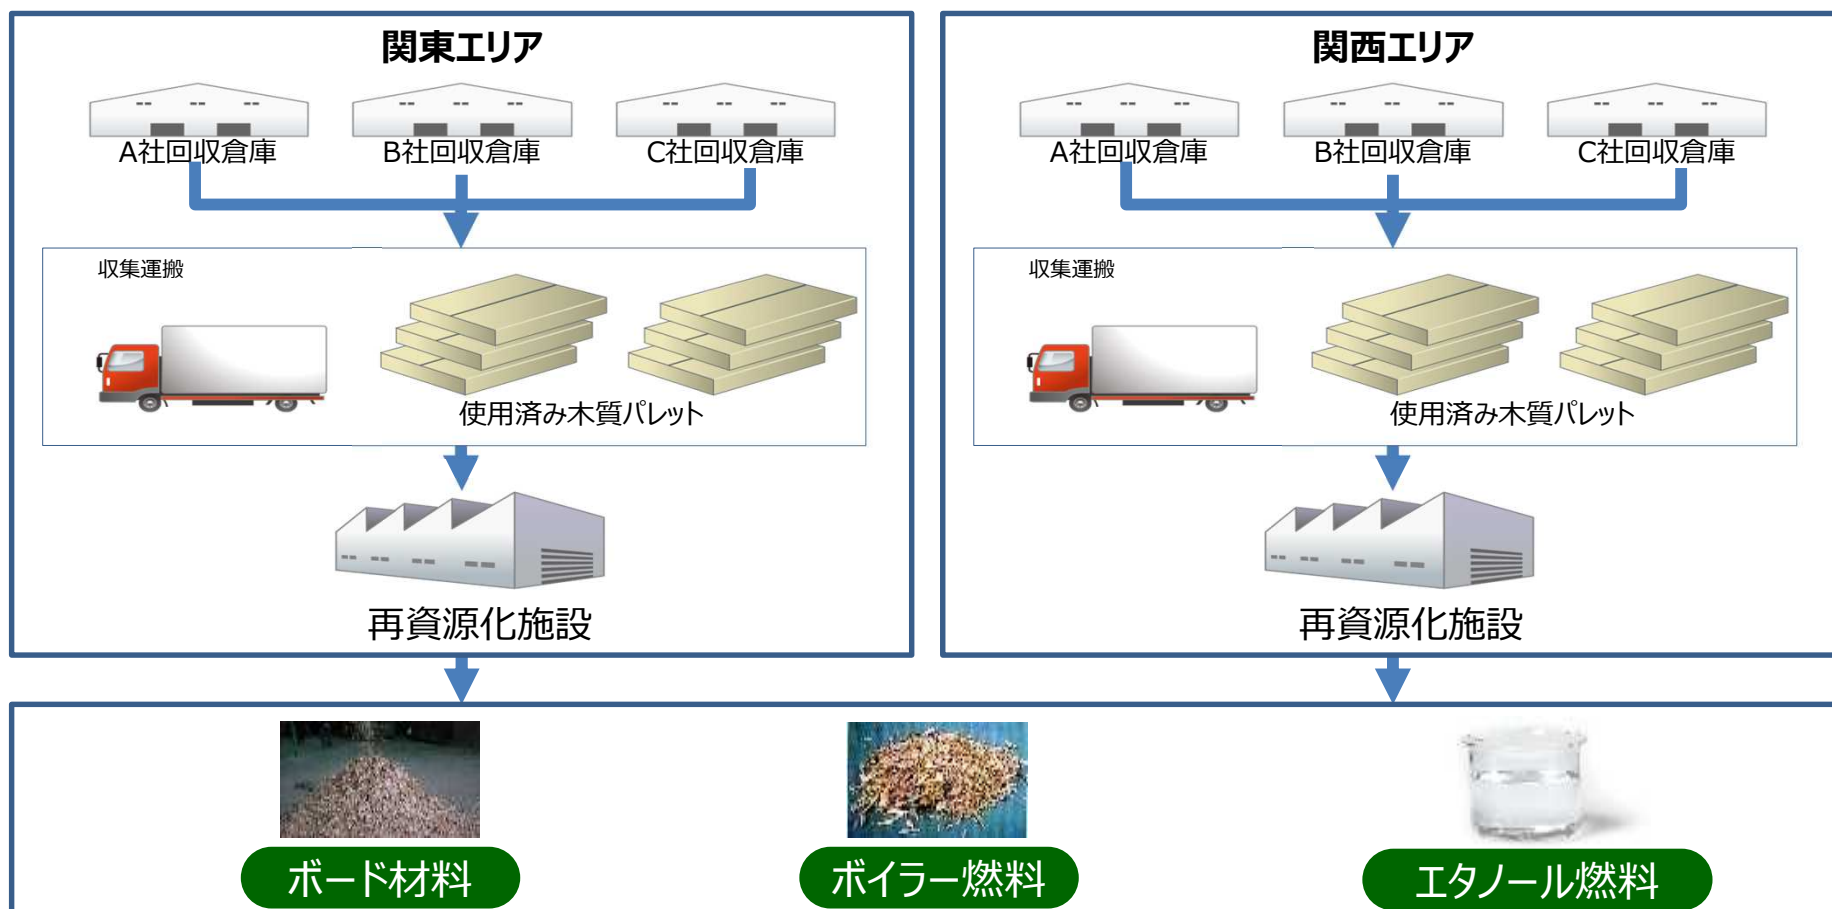 関東エリア
A社回収倉庫
B社回収倉庫
C社回収倉庫
収集運搬
使用済み木質パレット
再資源化施設
関西エリア
A社回収倉庫
B社回収倉庫
C社回収倉庫
収集運搬
使用済み木質パレット
再資源化施設
ボード材料
ボイラー燃料
エタノール燃料